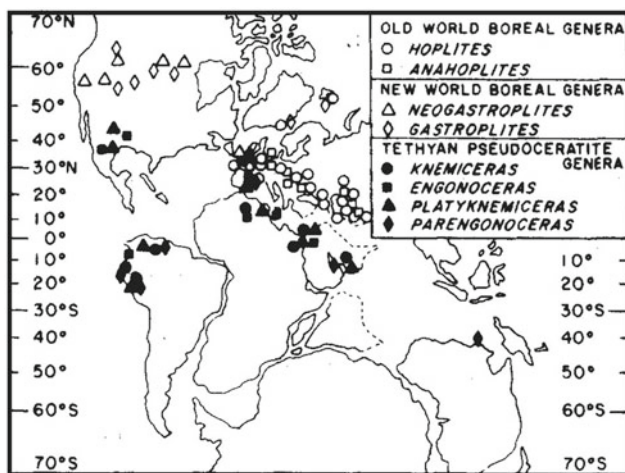 70°N
60°
50°
40°
30°N
20°
10°
0°
10°
20°
30°S
40°
50°
60°S
70°S
OLD WORLD BOREAL GENERA
HOPLITES
ANAHOPLITES
NEW WORLD BOREAL GENERA
NEOGASTROPLITES
GASTROPLITES
TETHYAN PSEUDOCERATITE
GENERA
KNEMICERAS
ENGONOCERAS
PLATYKNEMICERAS
PARENGONOCERAS
10°
0°
10°
20°
30°S
40°
50°
60°S
70°S